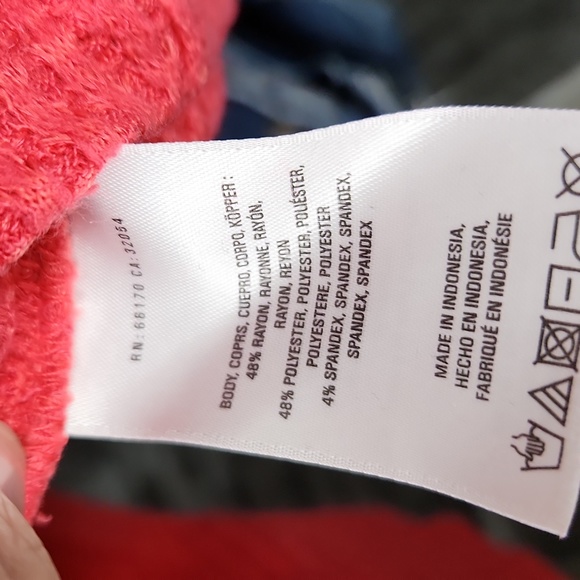 RN: 66170 CA: 32054
BODY, COPRS, CUEPRO, CORPO, KÖPPER :
48% RAYON, RAYONNE, RAYÓN,
RAYON, REYON
48% POLYESTER, POLYESTER, POLIÉSTER,
POLYESTERE, POLYESTER
4% SPANDEX, SPANDEX, SPANDEX,
SPANDEX, SPANDEX
MADE IN INDONESIA,
HECHO EN INDONESIA,
FABRIQUÉ EN INDONÉSIE